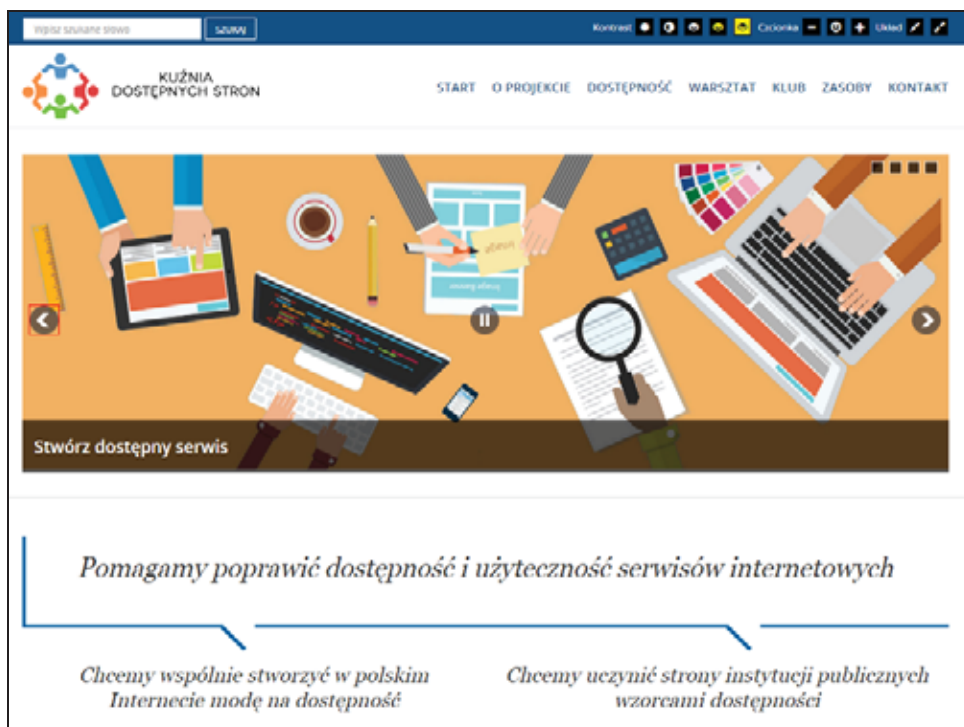 Wpisz szukane słowo SZUKAJ Kontrast Czcionka Układ
KUŹNIA
DOSTĘPNYCH STRON
START O PROJEKCIE DOSTĘPNOŚĆ WARSZTAT KLUB ZASOBY KONTAKT
Image
Stwórz dostępny serwis
Pomagamy poprawić dostępność i użyteczność serwisów internetowych
Chcemy wspólnie stworzyć w polskim
Internecie modę na dostępność
Chcemy uczynić strony instytucji publicznych
wzorcami dostępności